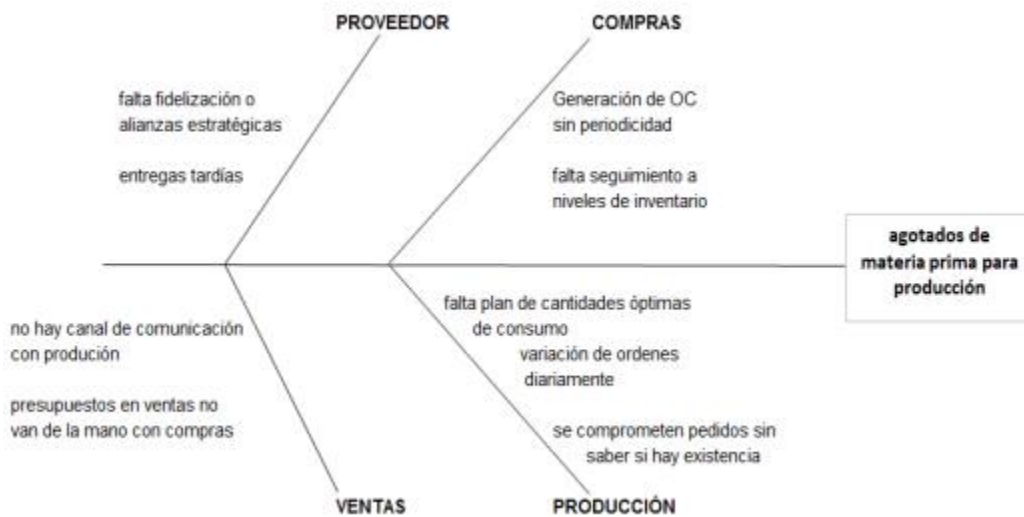 PROVEEDOR
COMPRAS
falta fidelización o
alianzas estratégicas
entregas tardías
Generación de OC
sin periodicidad
falta seguimiento a
niveles de inventario
agotados de
materia prima para
producción
no hay canal de comunicación
con produción
presupuestos en ventas no
van de la mano con compras
falta plan de cantidades óptimas
de consumo
variación de ordenes
diariamente
se comprometen pedidos sin
saber si hay existencia
VENTAS
PRODUCCIÓN